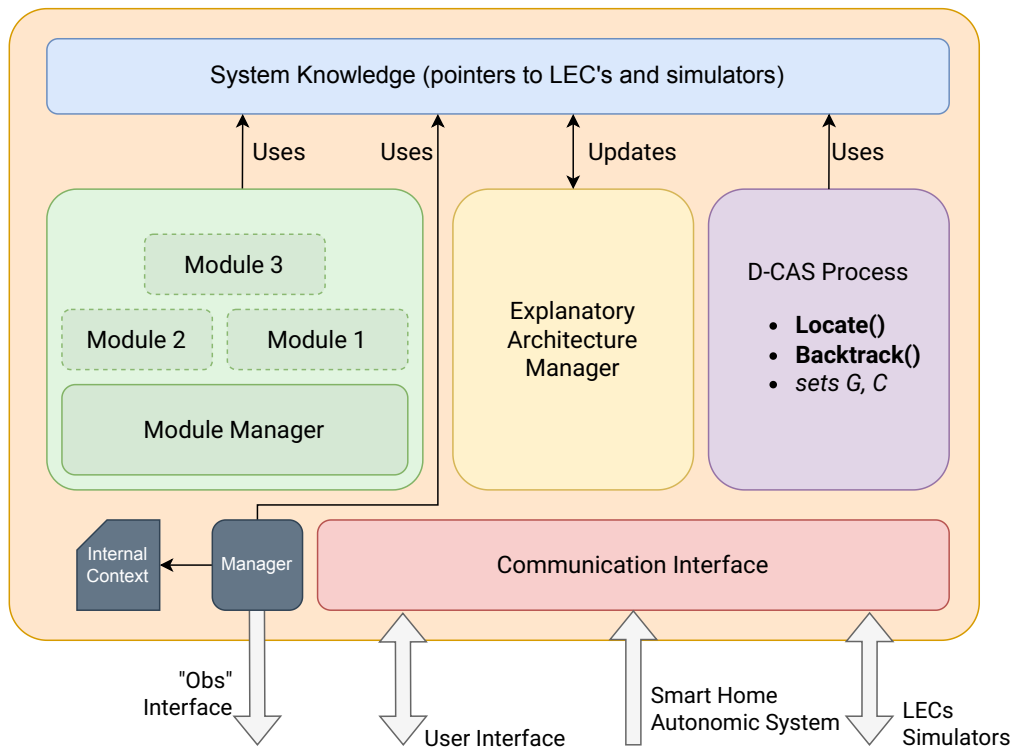 System Knowledge (pointers to LEC's and simulators)
Uses
Uses
Updates
Uses
Module 3
Module 2
Module 1
Module Manager
Explanatory
Architecture
Manager
D-CAS Process
• Locate()
• Backtrack()
• sets G, C
Internal
Context
Manager
Communication Interface
"Obs"
Interface
User Interface
Smart Home
Autonomic System
LECs
Simulators